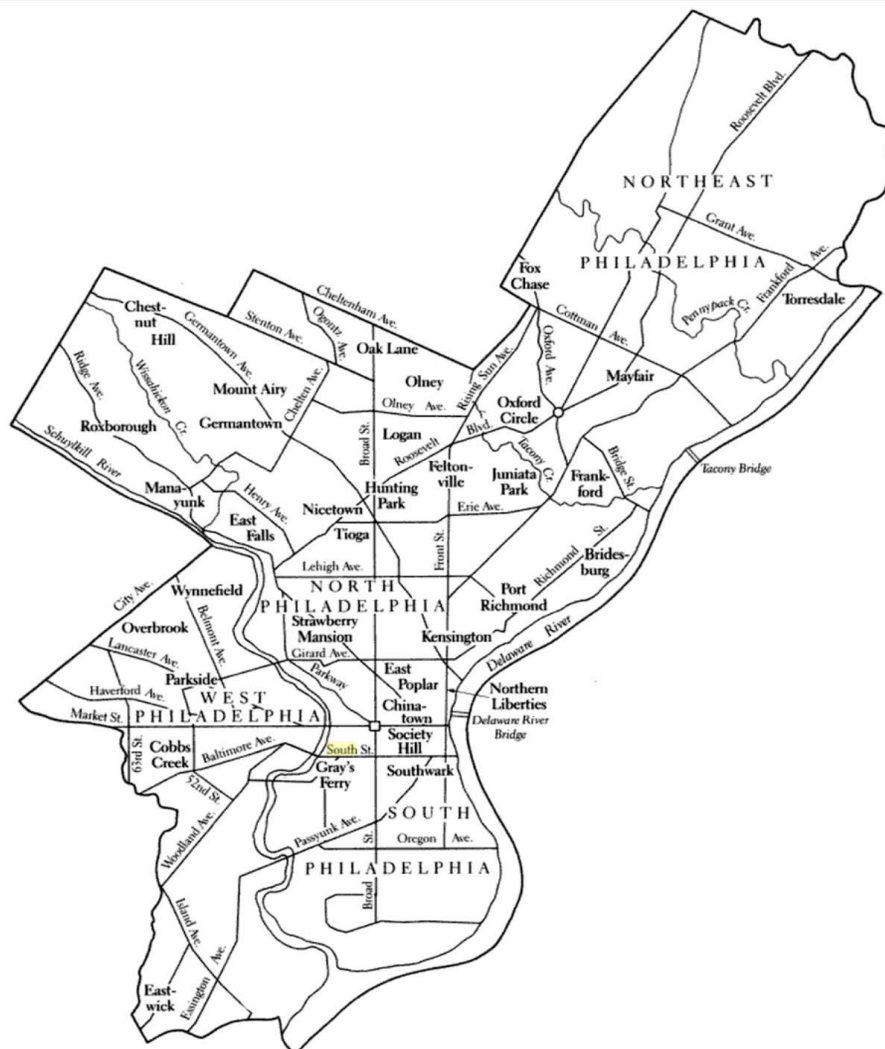 Roosevelt Blvd.
NORTHEAST
PHILADELPHIA
Grant Ave.
Frankford Ave.
Fox
Chase
Pennypack Cr.
Torresdale
Cottman Ave.
Oxford Ave.
Mayfair
Rising Sun Ave.
Oxford
Circle
Cheltenham Ave.
Ogontz Ave.
Stenton Ave.
Oak Lane
Chest-
nut
Hill
Germantown Ave.
Wissahickon Cr.
Ridge Ave.
Mount Airy
Chelten Ave.
Olney
Olney Ave.
Germantown
Roxborough
Schuylkill River
Broad St.
Logan
Roosevelt Blvd.
Felton-
ville
Tacony Cr.
Juniata
Park
Frank-
ford
Bridge St.
Tacony Bridge
Mana-
yunk
Henry Ave.
East
Falls
Nicetown
Hunting
Park
Tioga
Erie Ave.
Front St.
Lehigh Ave.
Richmond St.
Brides-
burg
City Ave.
Wynnefield
Belmont Ave.
NORTH
PHILADELPHIA
Port
Richmond
Strawberry
Mansion
Kensington
Overbrook
Lancaster Ave.
Girard Ave.
Delaware River
Parkside
Parkway
East
Poplar
Northern
Liberties
Haverford Ave.
WEST
PHILADELPHIA
Market St.
China-
town
Delaware River
Bridge
Society
Hill
63rd St.
Cobbs
Creek
Baltimore Ave.
South St.
Gray's
Ferry
Southwark
52nd St.
Woodland Ave.
SOUTH
PHILADELPHIA
Passyunk Ave.
Oregon Ave.
Broad St.
Island Ave.
Essington Ave.
East-
wick